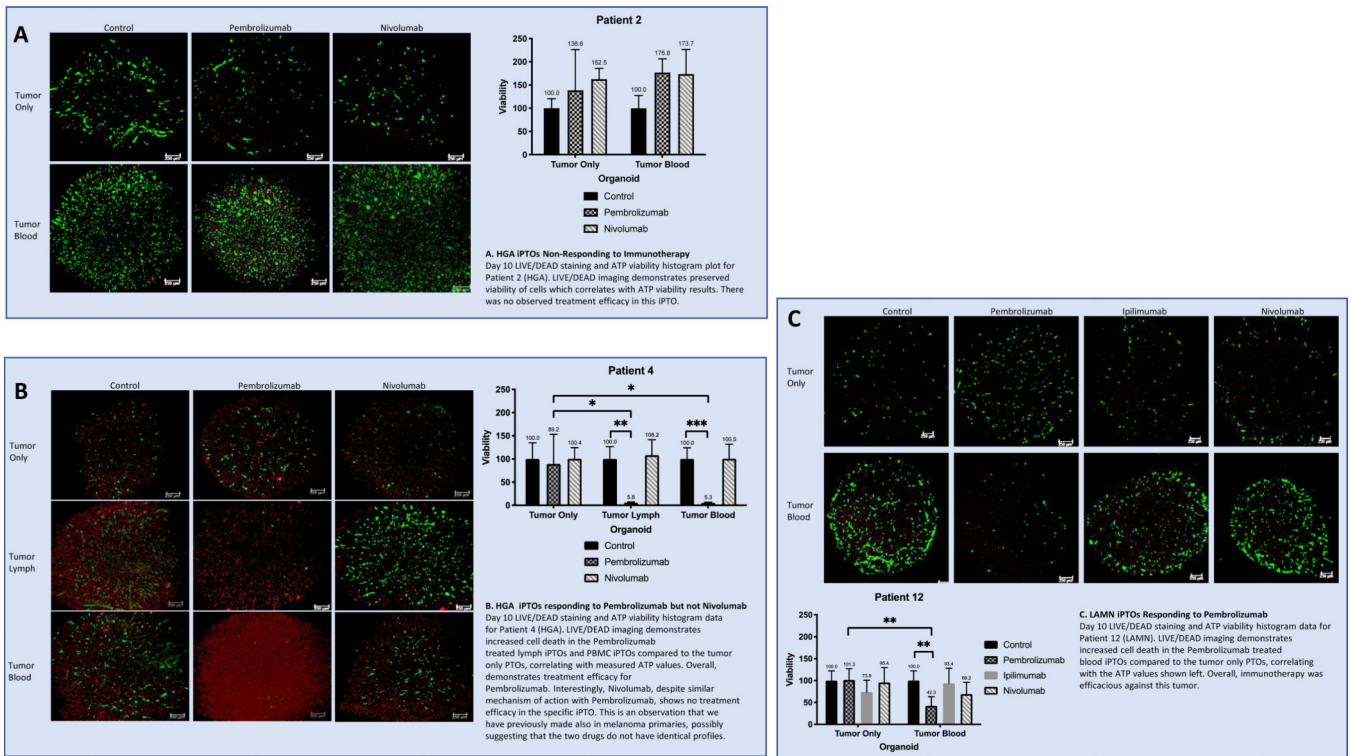 A
Control Pembrolizumab Nivolumab
Tumor
Only
Tumor
Blood
250 µm
250 µm
250 µm
250 µm
250 µm
Patient 2
Viability
250
200
150
100
50
0
100.0 138.6 162.5 100.0 176.8 173.7
Tumor Only Tumor Blood
Organoid
Control
Pembrolizumab
Nivolumab
A. HGA iPTOs Non-Responding to Immunotherapy
Day 10 LIVE/DEAD staining and ATP viability histogram plot for
Patient 2 (HGA). LIVE/DEAD imaging demonstrates preserved
viability of cells which correlates with ATP viability results. There
was no observed treatment efficacy in this iPTO.
B
Control Pembrolizumab Nivolumab
Tumor
Only
Tumor
Lymph
Tumor
Blood
Patient 4
Viability
250
200
150
100
50
0
* * ** ***
100.0 89.2 100.4 100.0 5.8 108.2 100.0 5.3 100.5
Tumor Only Tumor Lymph Tumor Blood
Organoid
Control
Pembrolizumab
Nivolumab
B. HGA iPTOs responding to Pembrolizumab but not Nivolumab
Day 10 LIVE/DEAD staining and ATP viability histogram data
for Patient 4 (HGA). LIVE/DEAD imaging demonstrates
increased cell death in the Pembrolizumab
treated lymph iPTOs and PBMC iPTOs compared to the tumor
only PTOs, correlating with measured ATP values. Overall,
demonstrates treatment efficacy for
Pembrolizumab. Interestingly, Nivolumab, despite similar
mechanism of action with Pembrolizumab, shows no treatment
efficacy in the specific iPTO. This is an observation that we
have previously made also in melanoma primaries, possibly
suggesting that the two drugs do not have identical profiles.
C
Control Pembrolizumab Ipilimumab Nivolumab
Tumor
Only
Tumor
Blood
Patient 12
Viability
250
200
150
100
50
0
** **
100.0 101.3 73.9 95.4 100.0 42.3 93.4 69.2
Tumor Only Tumor Blood
Organoid
Control
Pembrolizumab
Ipilimumab
Nivolumab
C. LAMN iPTOs Responding to Pembrolizumab
Day 10 LIVE/DEAD staining and ATP viability histogram data for
Patient 12 (LAMN). LIVE/DEAD imaging demonstrates
increased cell death in the Pembrolizumab treated
blood iPTOs compared to the tumor only PTOs, correlating
with the ATP values shown left. Overall, immunotherapy was
efficacious against this tumor.